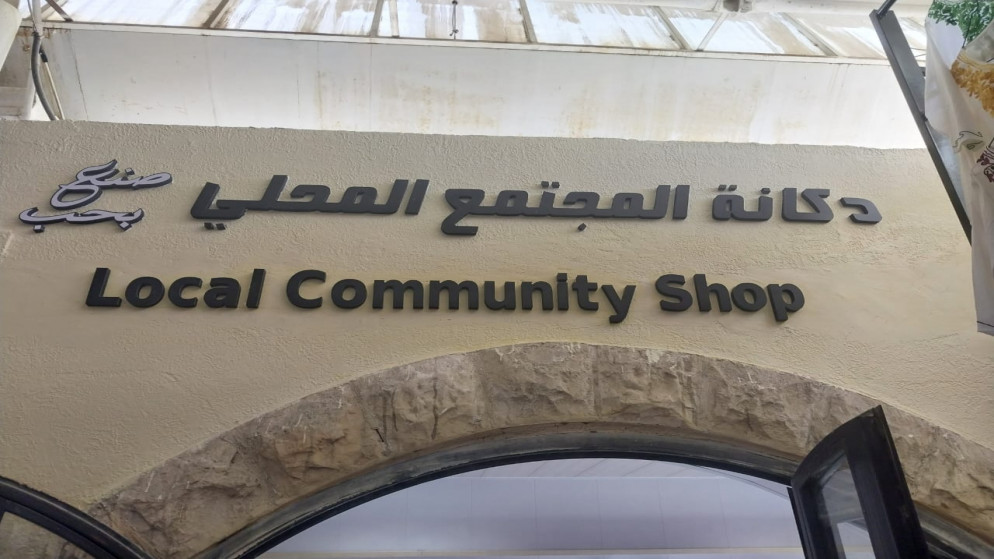 دكانة المجتمع المحلي
صنع
بحب
Local Community Shop